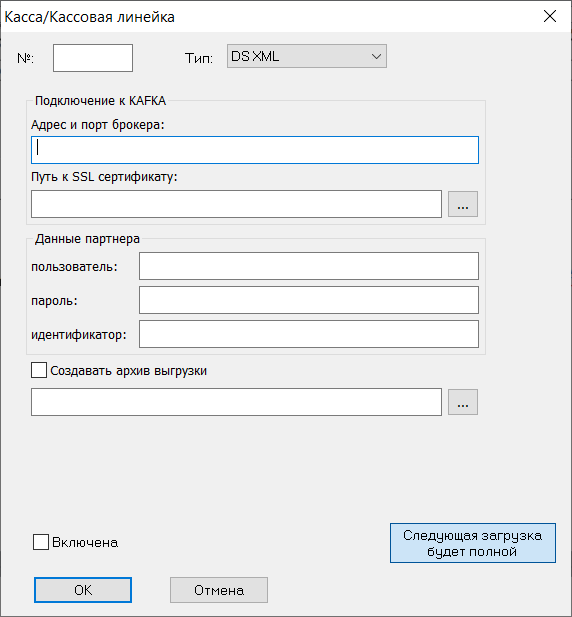 Касса/Кассовая линейка
№:
Тип: DS XML
Подключение к KAFKA
Адрес и порт брокера:
Путь к SSL сертификату:
...
Данные партнера
пользователь:
пароль:
идентификатор:
Создавать архив выгрузки
...
Включена
Следующая загрузка
будет полной
OK
Отмена